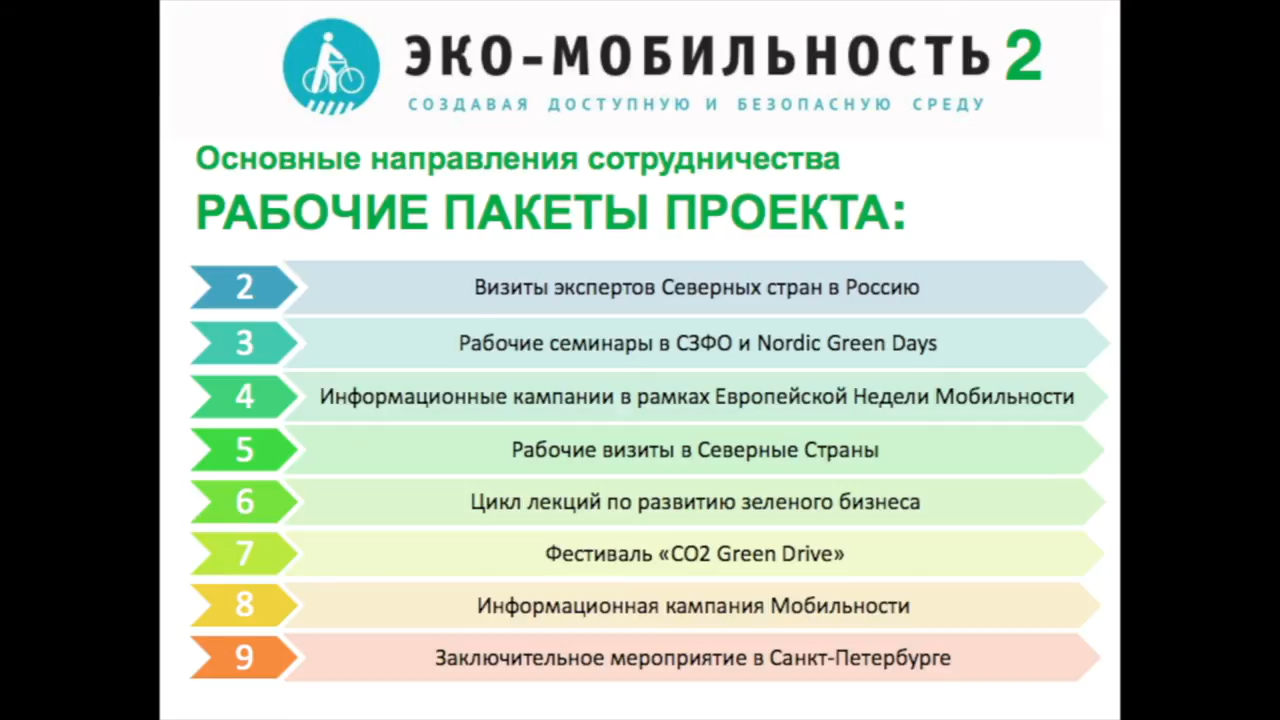 ЭКО-МОБИЛЬНОСТЬ 2
СОЗДАВАЯ ДОСТУПНУЮ И БЕЗОПАСНУЮ СРЕДУ
Основные направления сотрудничества
РАБОЧИЕ ПАКЕТЫ ПРОЕКТА:
2 Визиты экспертов Северных стран в Россию
3 Рабочие семинары в СЗФО и Nordic Green Days
4 Информационные кампании в рамках Европейской Недели Мобильности
5 Рабочие визиты в Северные Страны
6 Цикл лекций по развитию зеленого бизнеса
7 Фестиваль «CO2 Green Drive»
8 Информационная кампания Мобильности
9 Заключительное мероприятие в Санкт-Петербурге